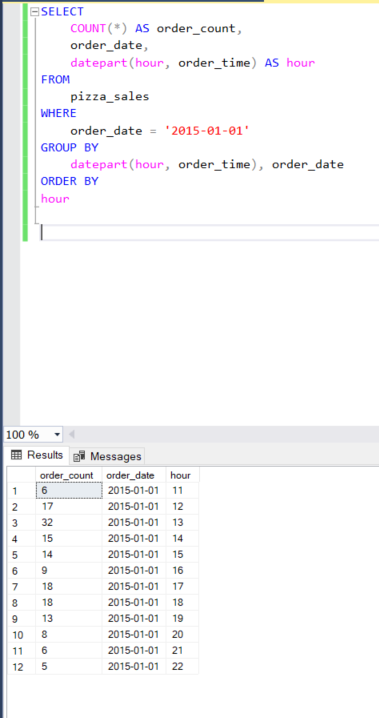 SELECT
COUNT(*) AS order_count,
order_date,
datepart(hour, order_time) AS hour
FROM
pizza_sales
WHERE
order_date = '2015-01-01'
GROUP BY
datepart(hour, order_time), order_date
ORDER BY
hour
100 %
Results Messages
order_count order_date hour
1 6 2015-01-01 11
2 17 2015-01-01 12
3 32 2015-01-01 13
4 15 2015-01-01 14
5 14 2015-01-01 15
6 9 2015-01-01 16
7 18 2015-01-01 17
8 18 2015-01-01 18
9 13 2015-01-01 19
10 8 2015-01-01 20
11 6 2015-01-01 21
12 5 2015-01-01 22